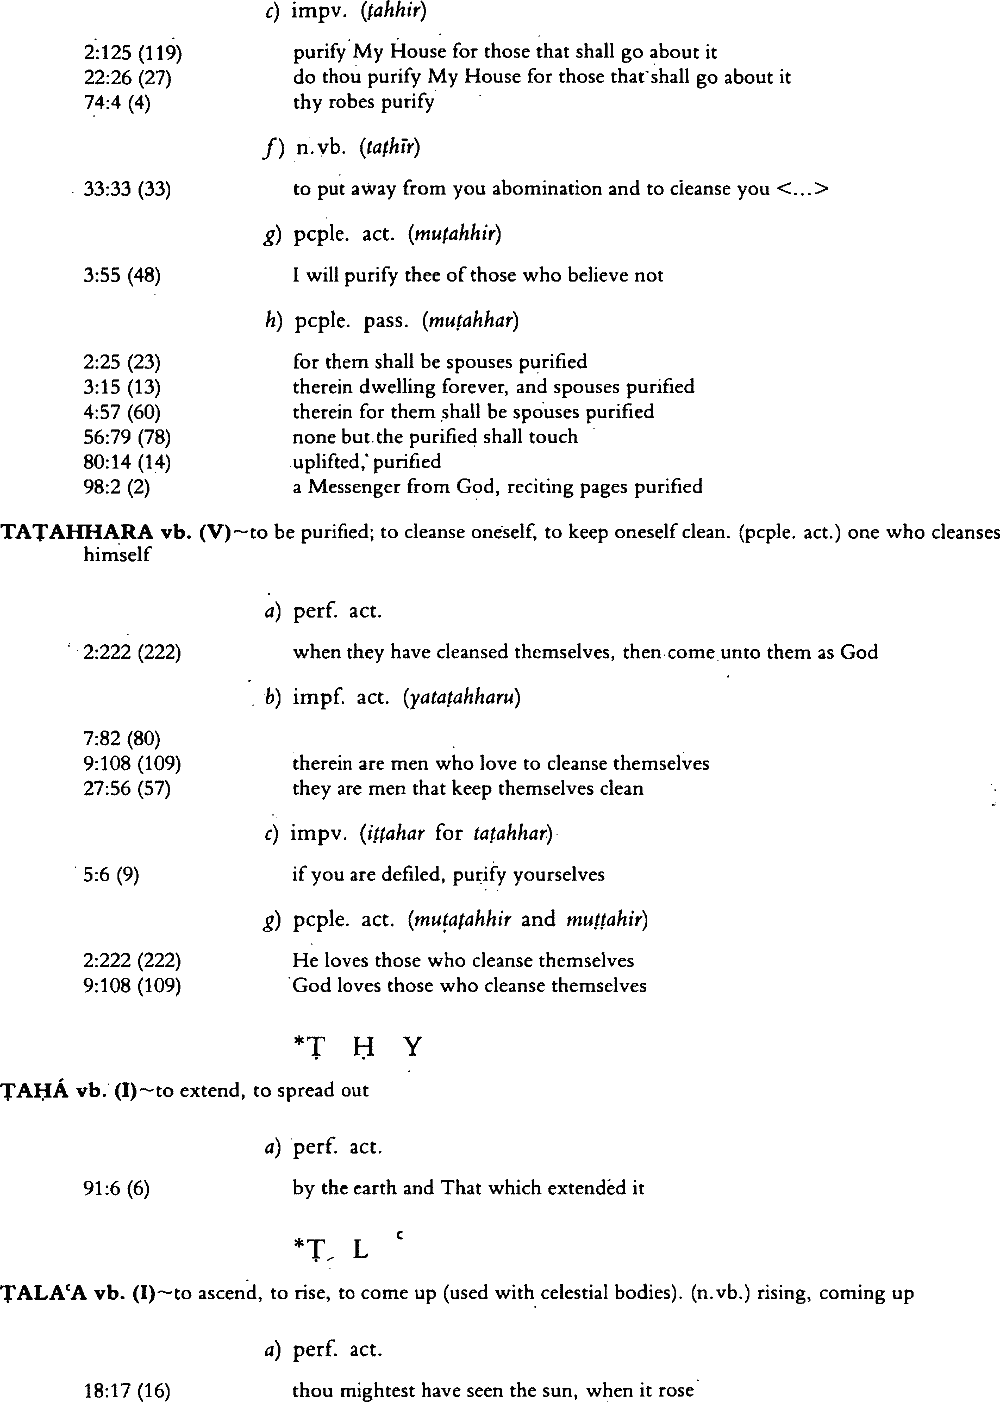 c) impv. (ṭahhir)
2:125 (119) purify My House for those that shall go about it
22:26 (27) do thou purify My House for those that shall go about it
74:4 (4) thy robes purify
f) n.vb. (taṭhīr)
33:33 (33) to put away from you abomination and to cleanse you <...>
g) pcple. act. (muṭahhir)
3:55 (48) I will purify thee of those who believe not
h) pcple. pass. (muṭahhar)
2:25 (23) for them shall be spouses purified
3:15 (13) therein dwelling forever, and spouses purified
4:57 (60) therein for them shall be spouses purified
56:79 (78) none but the purified shall touch
80:14 (14) uplifted, purified
98:2 (2) a Messenger from God, reciting pages purified
TAṬAHHARA vb. (V)~to be purified; to cleanse oneself, to keep oneself clean. (pcple. act.) one who cleanses
himself
a) perf. act.
2:222 (222) when they have cleansed themselves, then come unto them as God
b) impf. act. (yataṭahharu)
7:82 (80)
9:108 (109) therein are men who love to cleanse themselves
27:56 (57) they are men that keep themselves clean
c) impv. (iṭṭahar for taṭahhar)
5:6 (9) if you are defiled, purify yourselves
g) pcple. act. (mutaṭahhir and muṭṭahir)
2:222 (222) He loves those who cleanse themselves
9:108 (109) God loves those who cleanse themselves
*Ṭ Ḥ Y
ṬAḤÁ vb. (I)~to extend, to spread out
a) perf. act.
91:6 (6) by the earth and That which extended it
*Ṭ L ʿ
ṬALAʿA vb. (I)~to ascend, to rise, to come up (used with celestial bodies). (n.vb.) rising, coming up
a) perf. act.
18:17 (16) thou mightest have seen the sun, when it rose